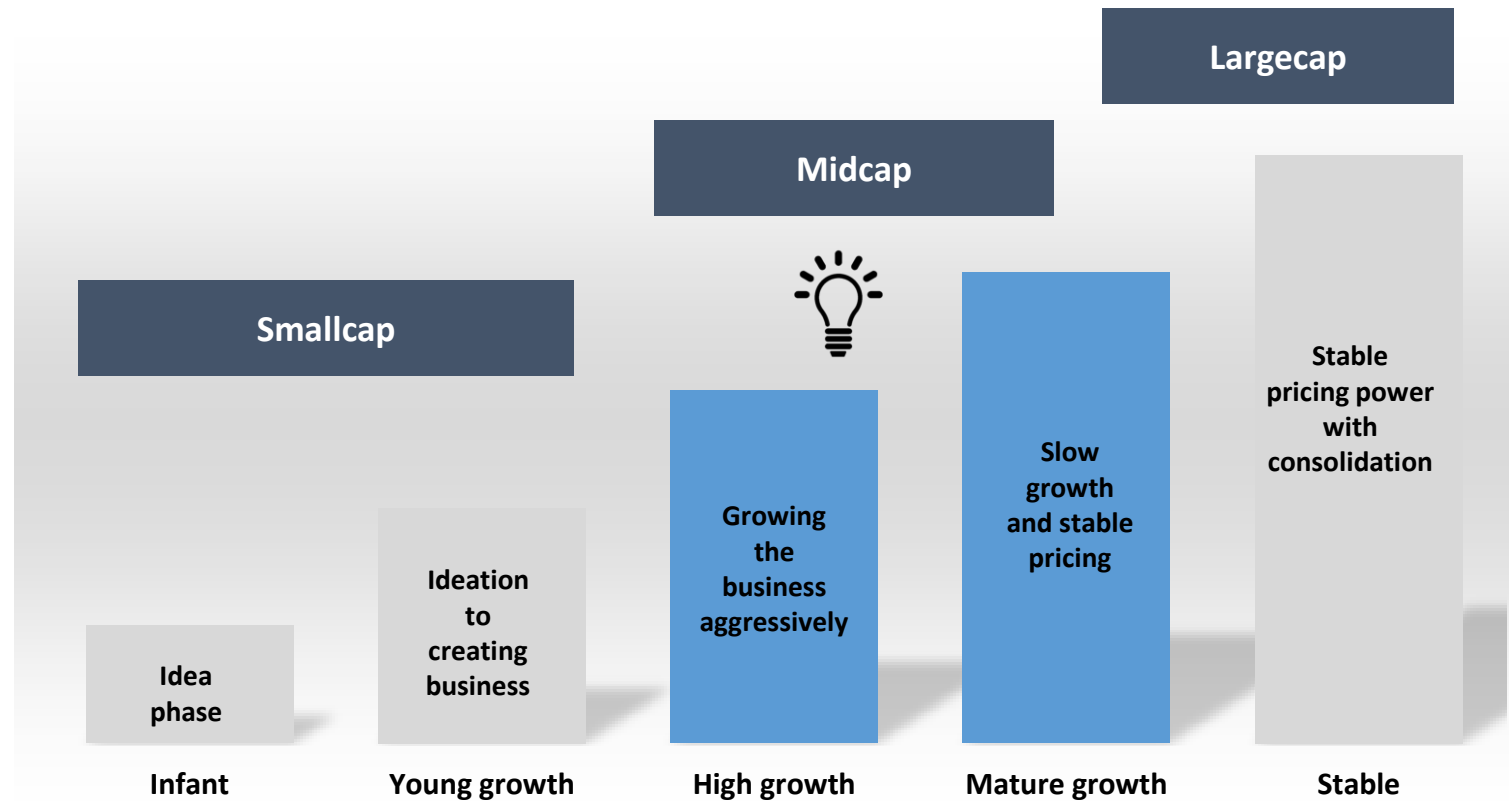 Largecap
Midcap
Smallcap
Idea
phase
Ideation
to
creating
business
Growing
the
business
aggressively
Slow
growth
and stable
pricing
Stable
pricing power
with
consolidation
Infant
Young growth
High growth
Mature growth
Stable